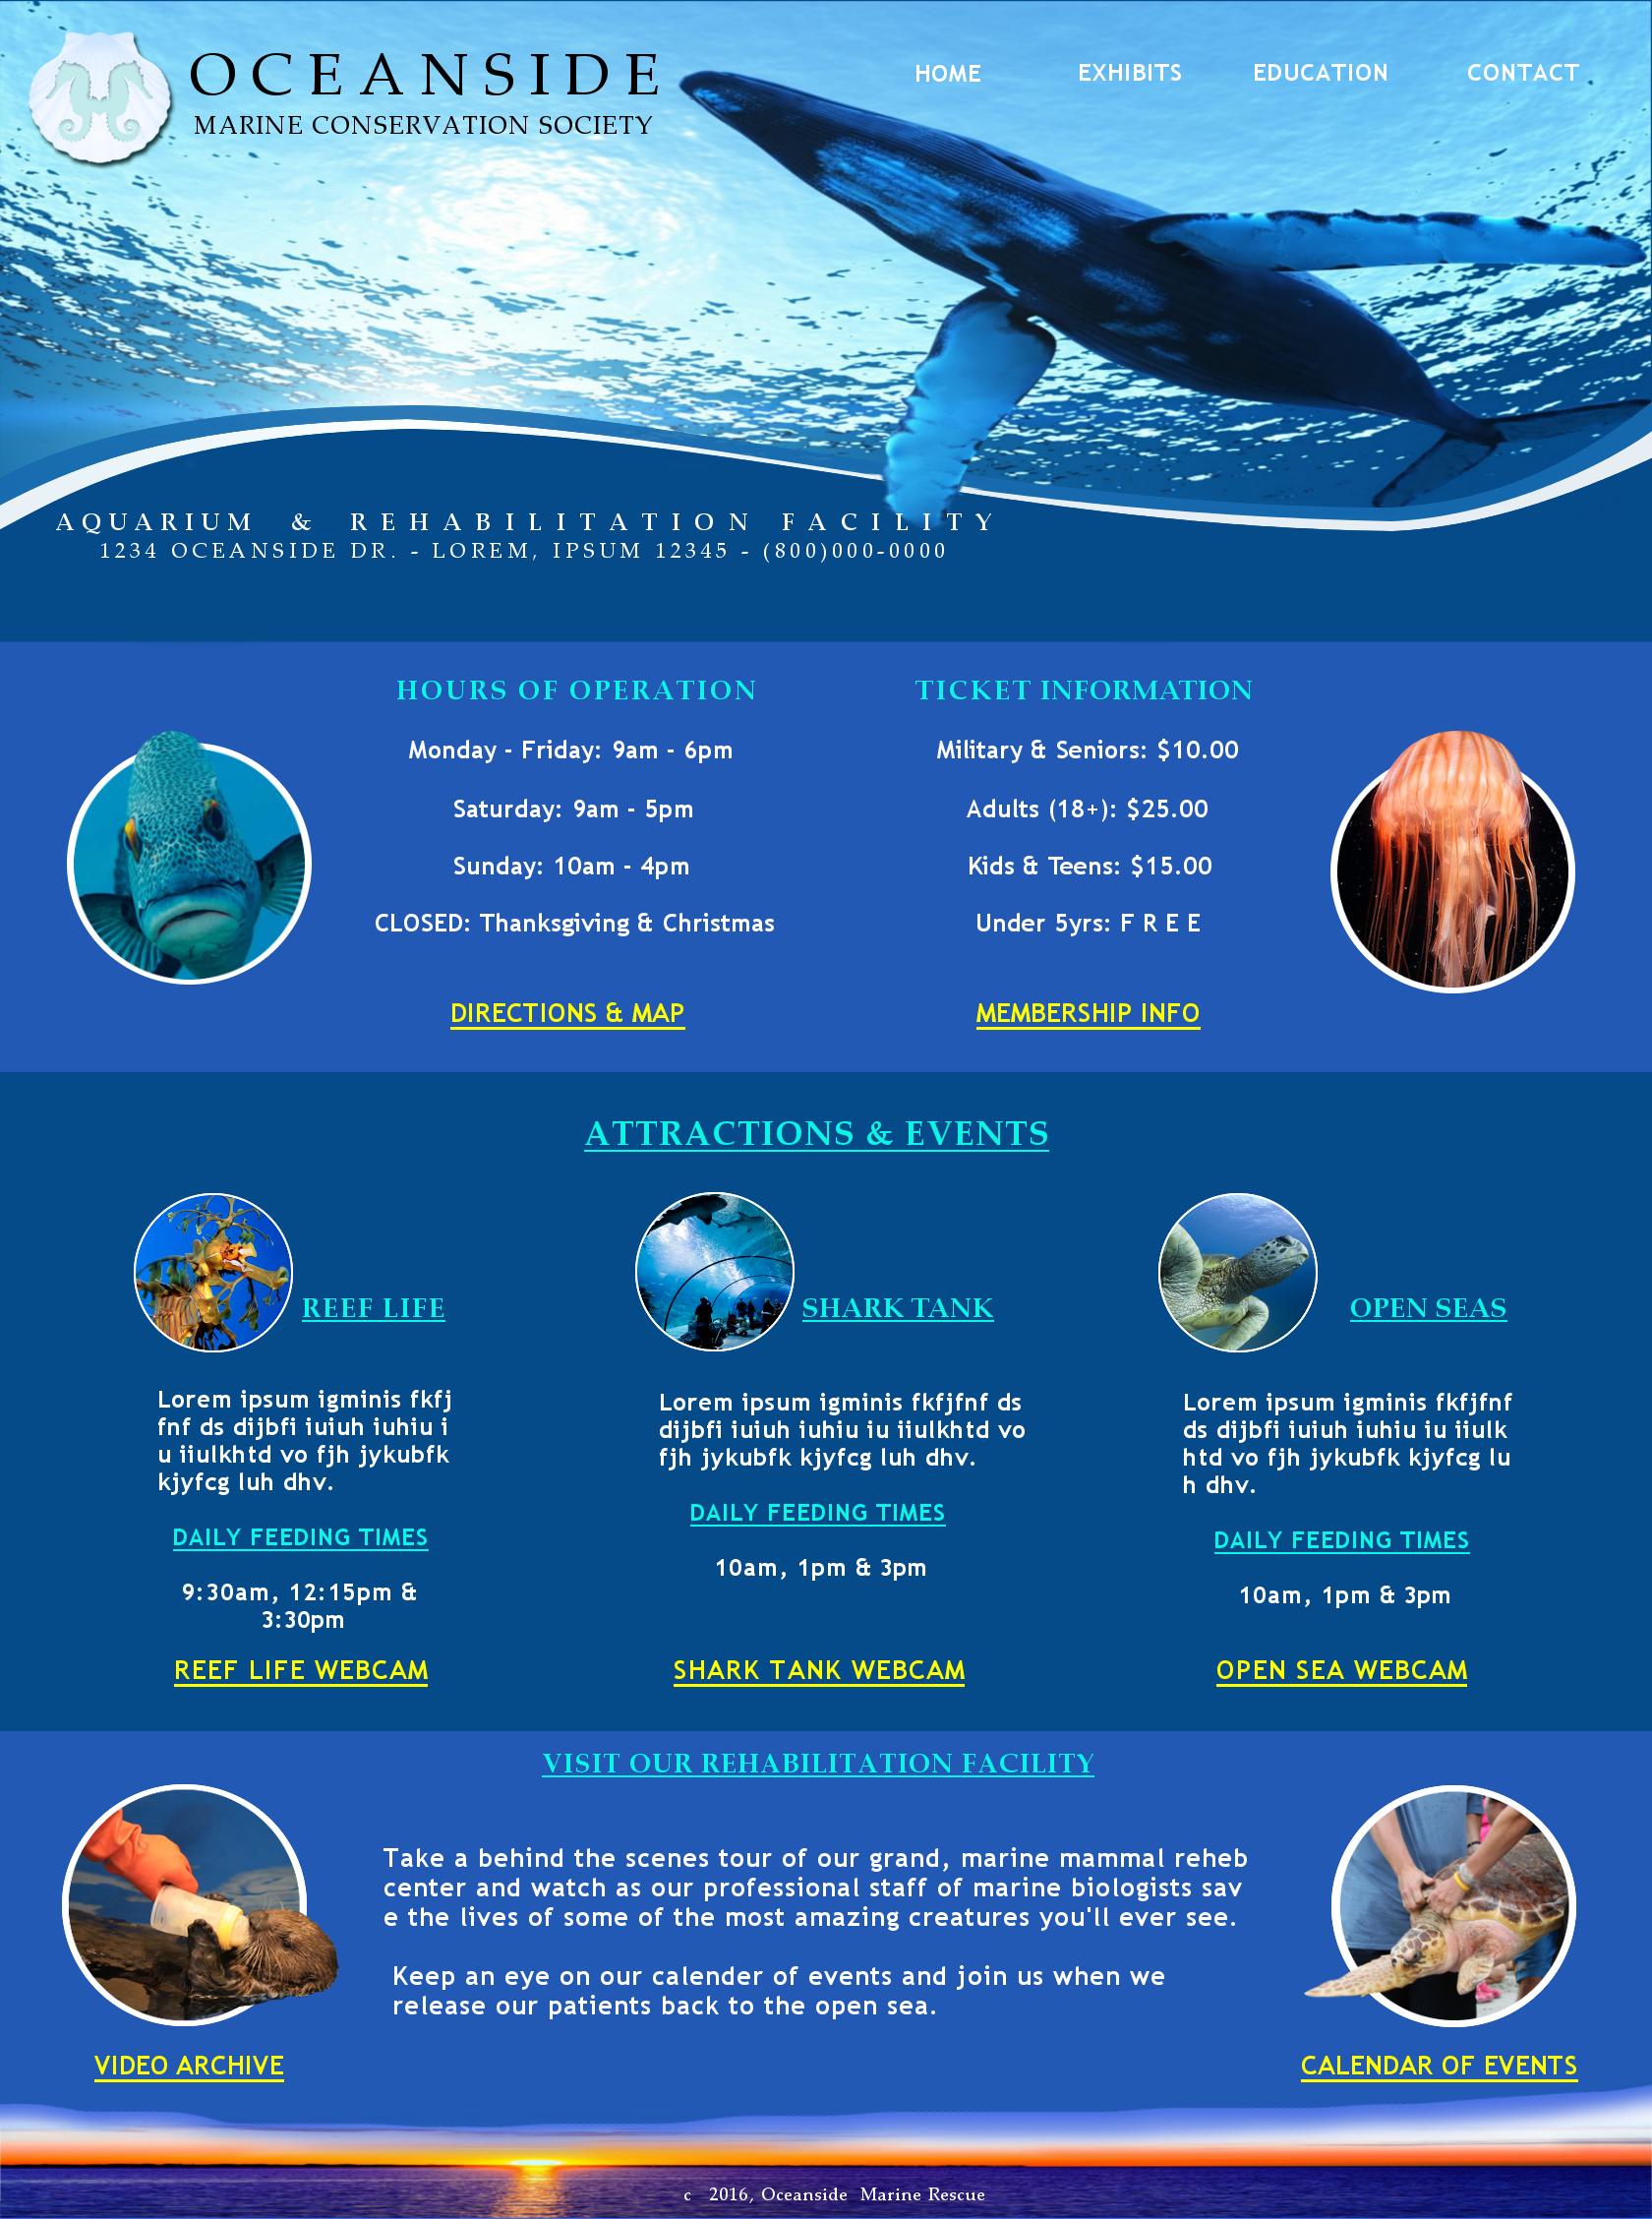 OCEANSIDE
MARINE CONSERVATION SOCIETY
HOME EXHIBITS EDUCATION CONTACT
AQUARIUM & REHABILITATION FACILITY
1234 OCEANSIDE DR. - LOREM, IPSUM 12345 - (800)000-0000
HOURS OF OPERATION
Monday - Friday: 9am - 6pm
Saturday: 9am - 5pm
Sunday: 10am - 4pm
CLOSED: Thanksgiving & Christmas
DIRECTIONS & MAP
TICKET INFORMATION
Military & Seniors: $10.00
Adults (18+): $25.00
Kids & Teens: $15.00
Under 5yrs: F R E E
MEMBERSHIP INFO
ATTRACTIONS & EVENTS
REEF LIFE
Lorem ipsum igminis fkfj
fnf ds dijbfi iuiuh iuhiu i
u iiulkhtd vo fjh jykubfk
kjyfcg luh dhv.
DAILY FEEDING TIMES
9:30am, 12:15pm &
3:30pm
REEF LIFE WEBCAM
SHARK TANK
Lorem ipsum igminis fkfjfnf ds
dijbfi iuiuh iuhiu iu iiulkhtd vo
fjh jykubfk kjyfcg luh dhv.
DAILY FEEDING TIMES
10am, 1pm & 3pm
SHARK TANK WEBCAM
OPEN SEAS
Lorem ipsum igminis fkfjfnf
ds dijbfi iuiuh iuhiu iu iiulk
htd vo fjh jykubfk kjyfcg lu
h dhv.
DAILY FEEDING TIMES
10am, 1pm & 3pm
OPEN SEA WEBCAM
VISIT OUR REHABILITATION FACILITY
Take a behind the scenes tour of our grand, marine mammal reheb
center and watch as our professional staff of marine biologists sav
e the lives of some of the most amazing creatures you'll ever see.
Keep an eye on our calender of events and join us when we
release our patients back to the open sea.
VIDEO ARCHIVE
CALENDAR OF EVENTS
c 2016, Oceanside Marine Rescue